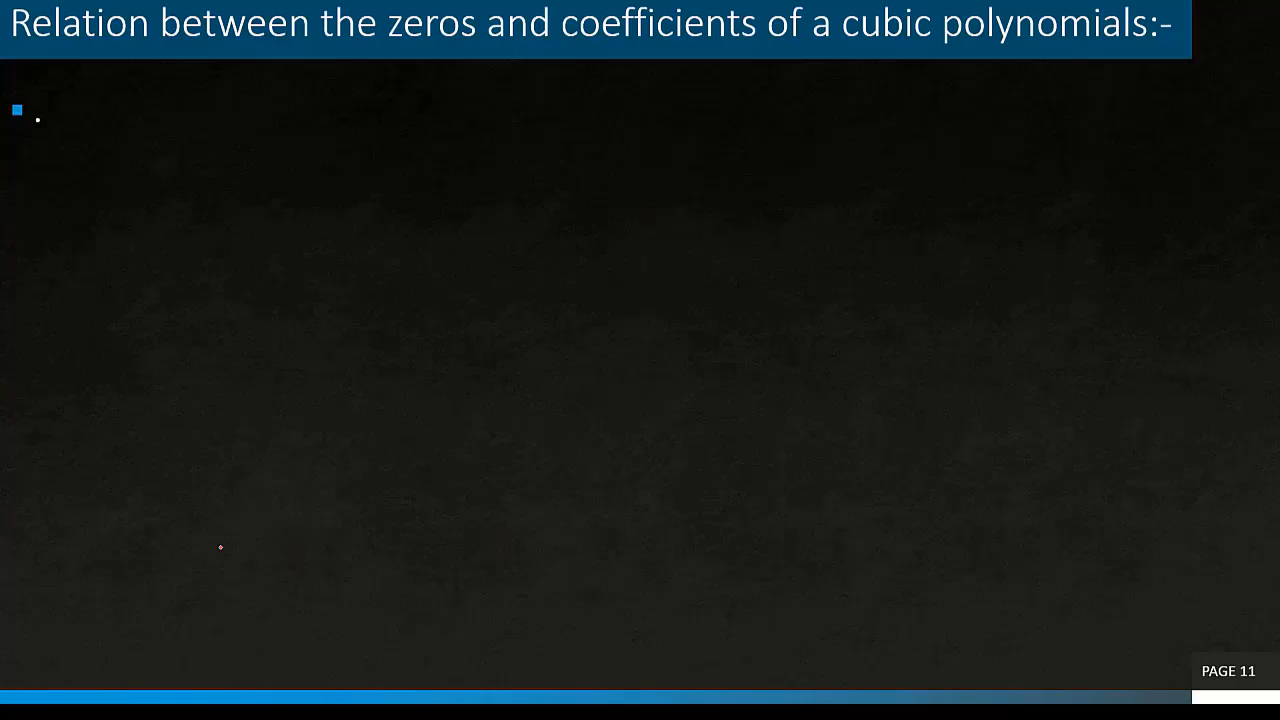 Relation between the zeros and coefficients of a cubic polynomials:-
.
PAGE 11